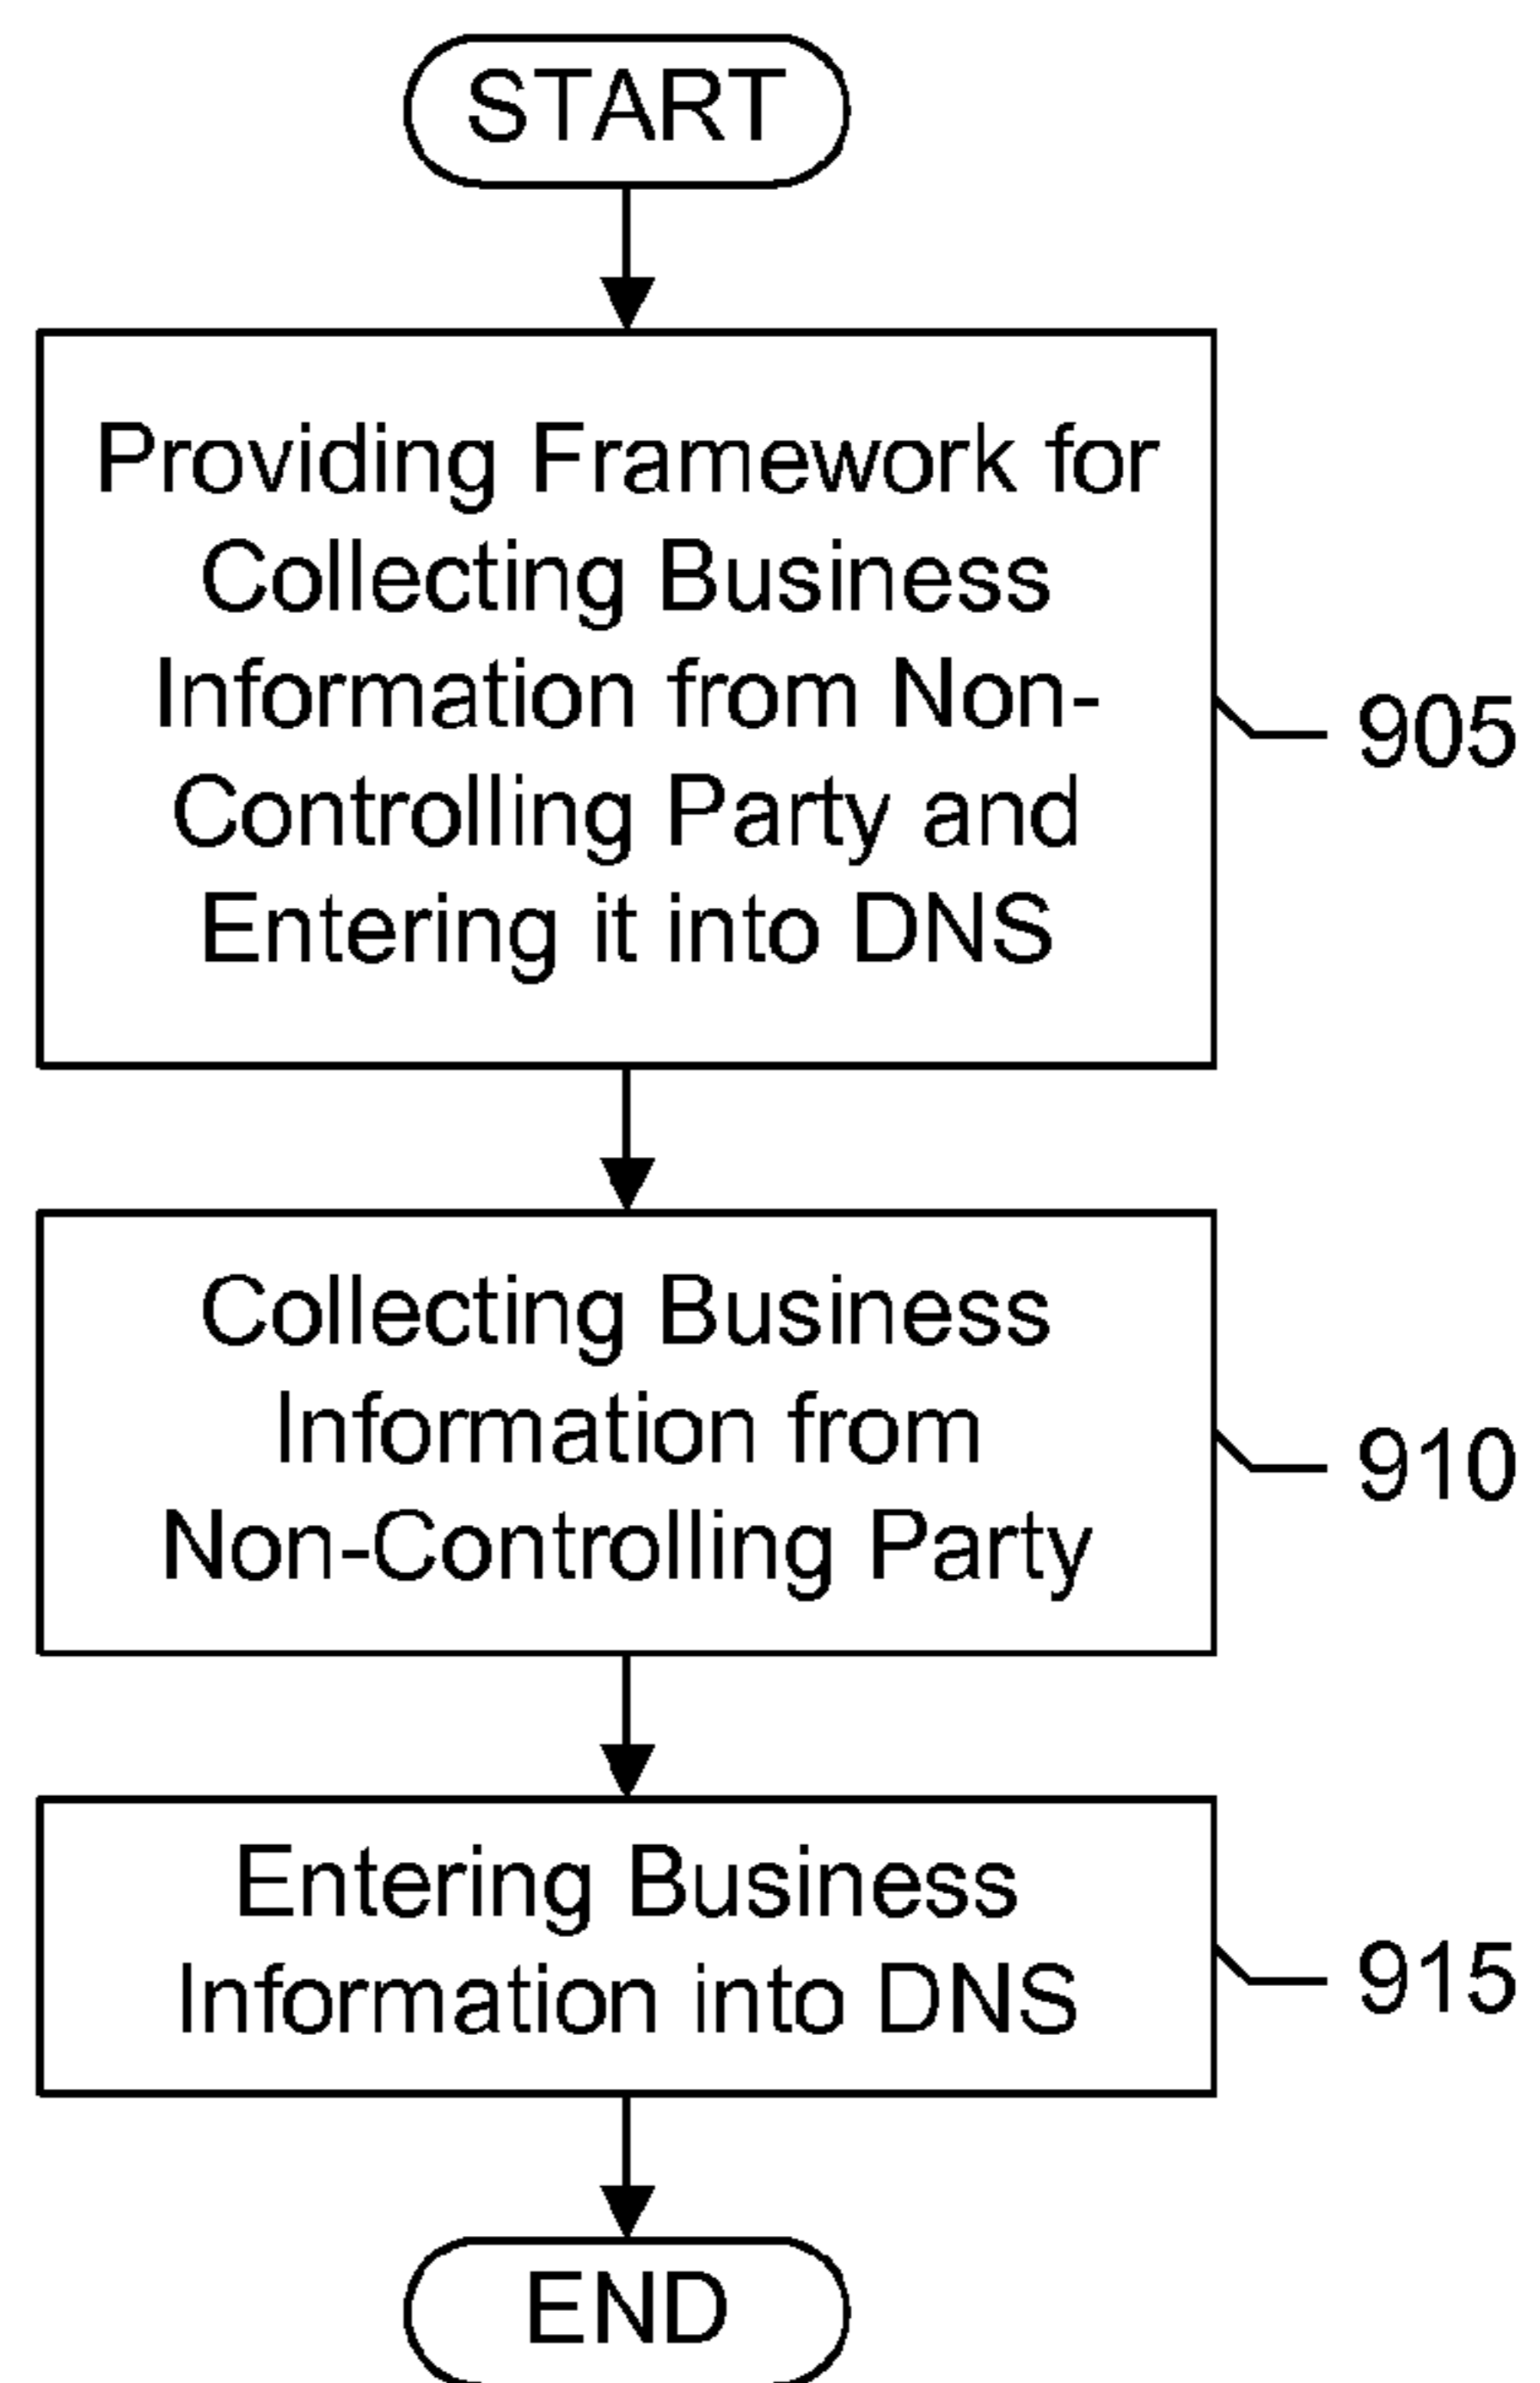 START
Providing Framework for
Collecting Business
Information from Non-
Controlling Party and
Entering it into DNS
905
Collecting Business
Information from
Non-Controlling Party
910
Entering Business
Information into DNS
915
END